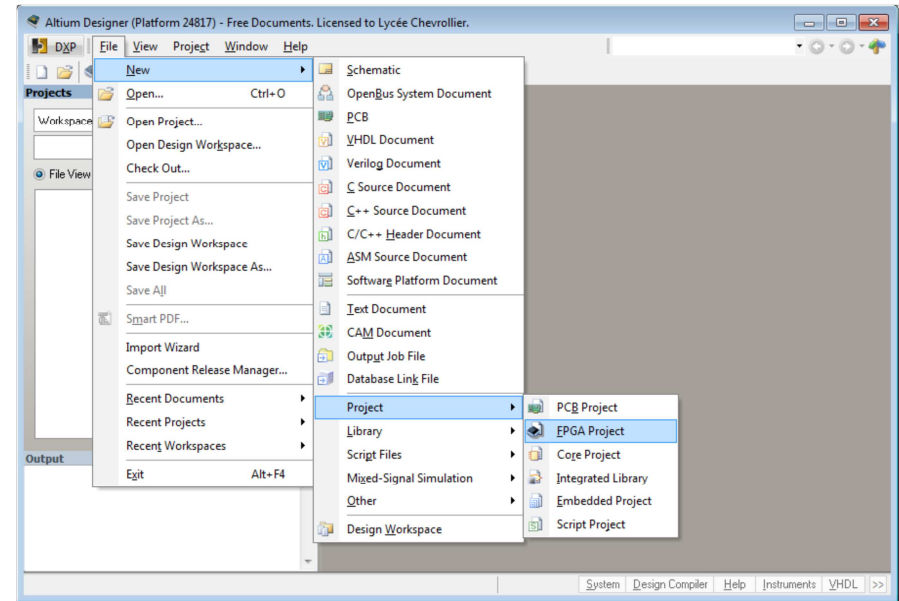 Altium Designer (Platform 24817) - Free Documents. Licensed to Lycée Chevrollier.
DXP File View Project Window Help
Projects
Workspace
File View
Output
New
Open... Ctrl+O
Open Project...
Open Design Workspace...
Check Out...
Save Project
Save Project As...
Save Design Workspace
Save Design Workspace As...
Save All
Smart PDF...
Import Wizard
Component Release Manager...
Recent Documents
Recent Projects
Recent Workspaces
Exit Alt+F4
Schematic
OpenBus System Document
PCB
VHDL Document
Verilog Document
C Source Document
C++ Source Document
C/C++ Header Document
ASM Source Document
Software Platform Document
Text Document
CAM Document
Output Job File
Database Link File
Project
Library
Script Files
Mixed-Signal Simulation
Other
Design Workspace
PCB Project
FPGA Project
Core Project
Integrated Library
Embedded Project
Script Project
System Design Compiler Help Instruments VHDL >>